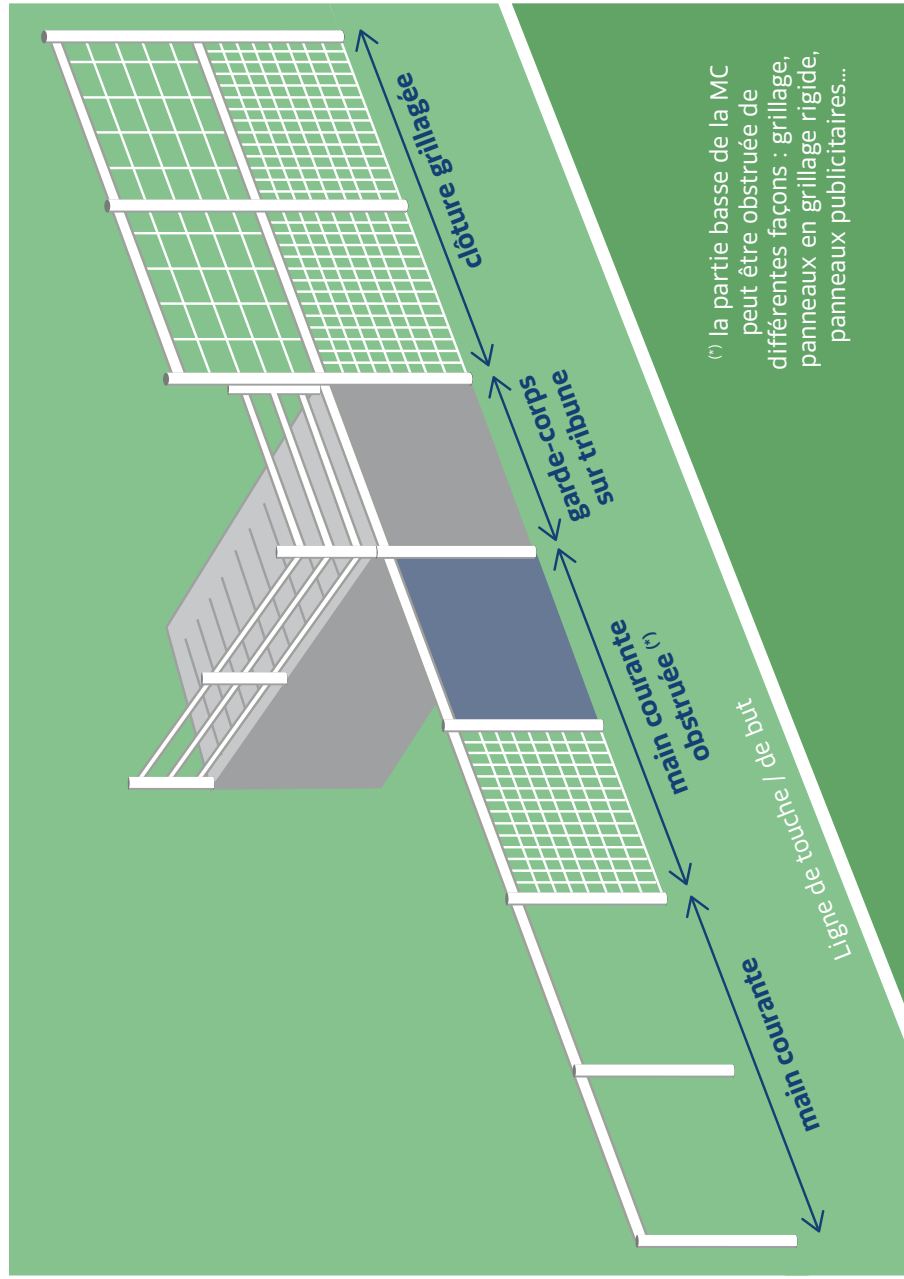 clôture grillagée
garde-corps
sur tribune
main courante
obstruée (*)
main courante
Ligne de touche / de but
(*) la partie basse de la MC
peut être obstruée de
différentes façons : grillage,
panneaux en grillage rigide,
panneaux publicitaires...